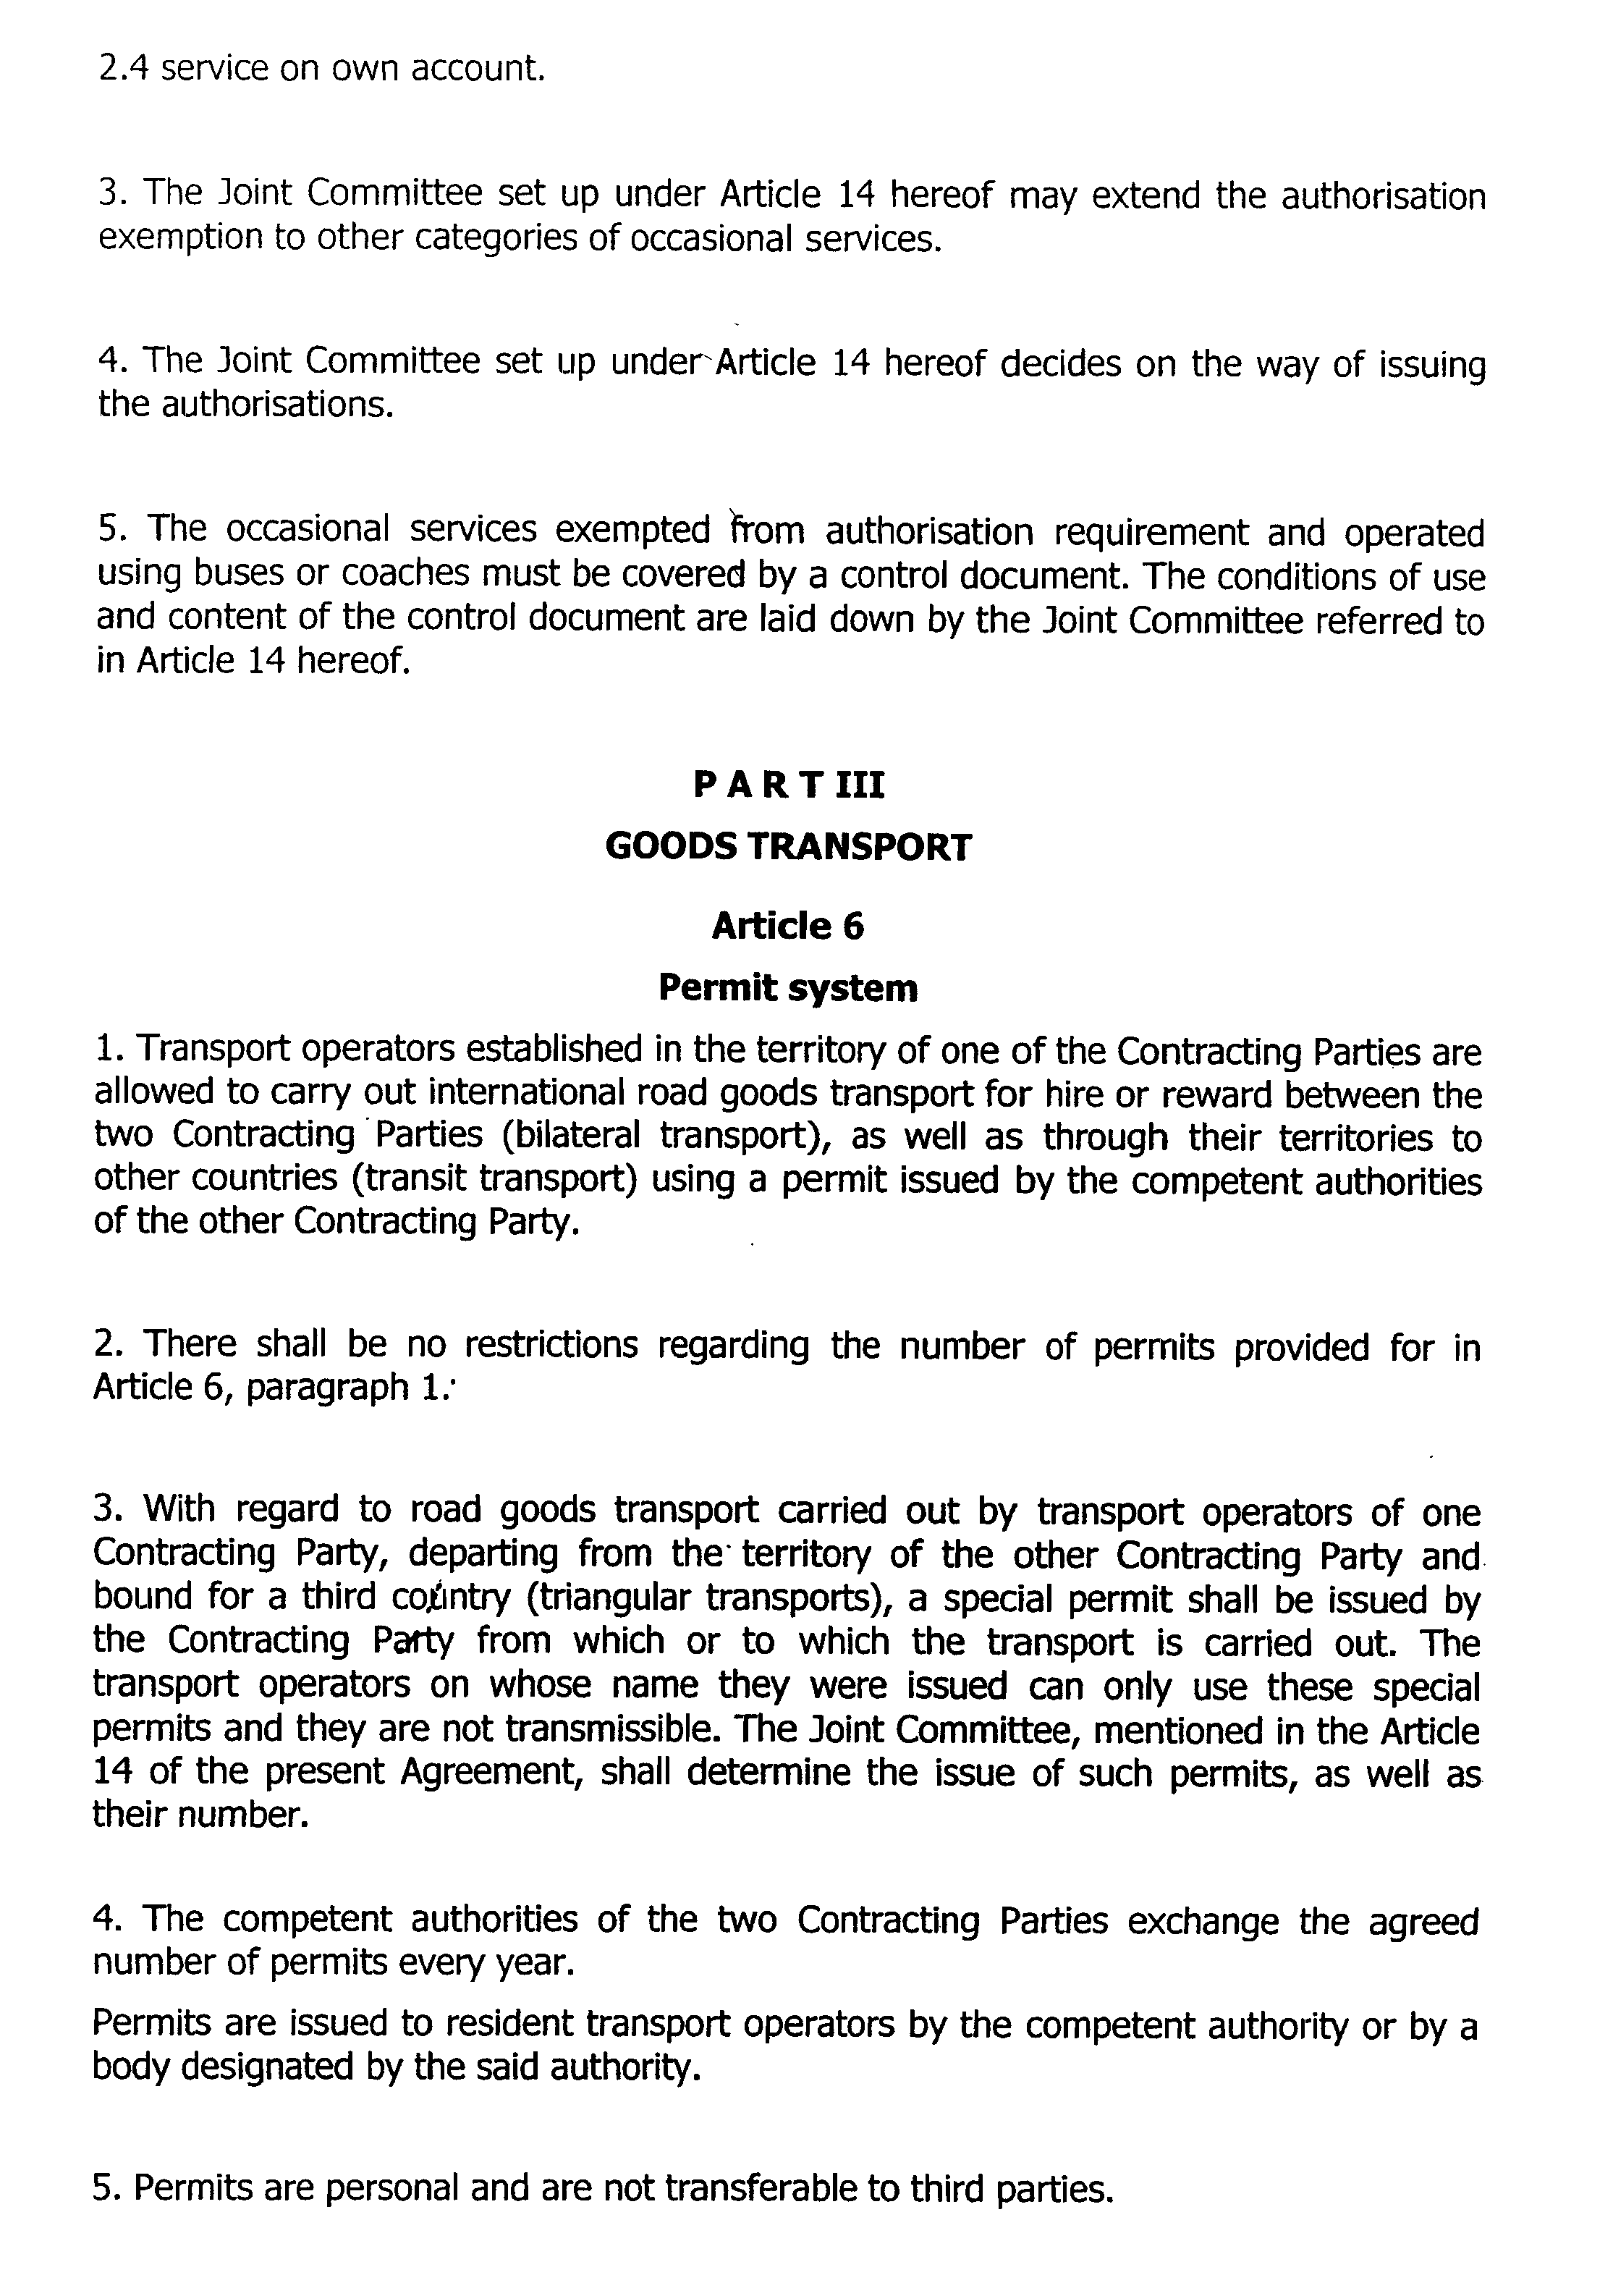 2.4 service on own account.
3. The Joint Committee set up under Article 14 hereof may extend the authorisation
exemption to other categories of occasional services.
4. The Joint Committee set up under Article 14 hereof decides on the way of issuing
the authorisations.
5. The occasional services exempted from authorisation requirement and operated
using buses or coaches must be covered by a control document. The conditions of use
and content of the control document are laid down by the Joint Committee referred to
in Article 14 hereof.
P A R T III
GOODS TRANSPORT
Article 6
Permit system
1. Transport operators established in the territory of one of the Contracting Parties are
allowed to carry out international road goods transport for hire or reward between the
two Contracting Parties (bilateral transport), as well as through their territories to
other countries (transit transport) using a permit issued by the competent authorities
of the other Contracting Party.
2. There shall be no restrictions regarding the number of permits provided for in
Article 6, paragraph 1.
3. With regard to road goods transport carried out by transport operators of one
Contracting Party, departing from the territory of the other Contracting Party and
bound for a third country (triangular transports), a special permit shall be issued by
the Contracting Party from which or to which the transport is carried out. The
transport operators on whose name they were issued can only use these special
permits and they are not transmissible. The Joint Committee, mentioned in the Article
14 of the present Agreement, shall determine the issue of such permits, as well as
their number.
4. The competent authorities of the two Contracting Parties exchange the agreed
number of permits every year.
Permits are issued to resident transport operators by the competent authority or by a
body designated by the said authority.
5. Permits are personal and are not transferable to third parties.